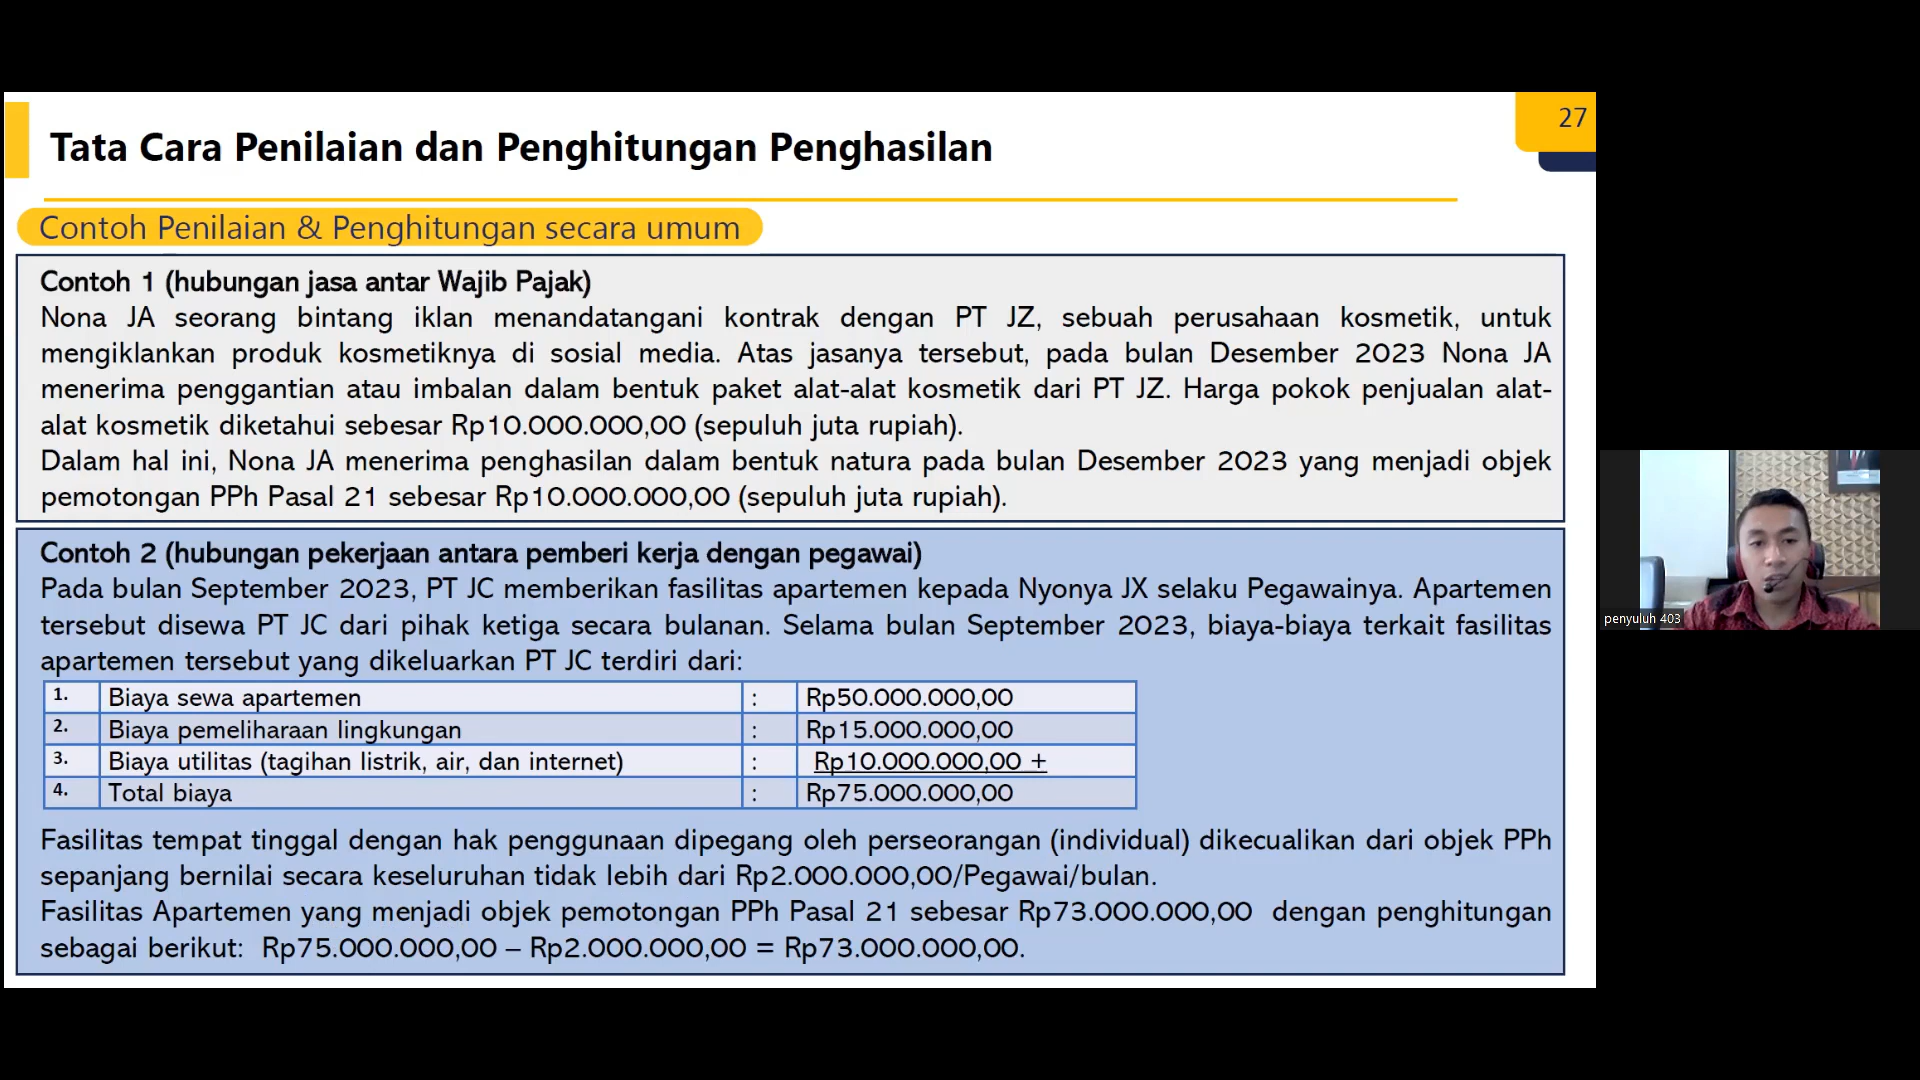 27
Tata Cara Penilaian dan Penghitungan Penghasilan
Contoh Penilaian & Penghitungan secara umum
Contoh 1 (hubungan jasa antar Wajib Pajak)
Nona JA seorang bintang iklan menandatangani kontrak dengan PT JZ, sebuah perusahaan kosmetik, untuk
mengiklankan produk kosmetiknya di sosial media. Atas jasanya tersebut, pada bulan Desember 2023 Nona JA
menerima penggantian atau imbalan dalam bentuk paket alat-alat kosmetik dari PT JZ. Harga pokok penjualan alat-
alat kosmetik diketahui sebesar Rp10.000.000,00 (sepuluh juta rupiah).
Dalam hal ini, Nona JA menerima penghasilan dalam bentuk natura pada bulan Desember 2023 yang menjadi objek
pemotongan PPh Pasal 21 sebesar Rp10.000.000,00 (sepuluh juta rupiah).
Contoh 2 (hubungan pekerjaan antara pemberi kerja dengan pegawai)
Pada bulan September 2023, PT JC memberikan fasilitas apartemen kepada Nyonya JX selaku Pegawainya. Apartemen
tersebut disewa PT JC dari pihak ketiga secara bulanan. Selama bulan September 2023, biaya-biaya terkait fasilitas
apartemen tersebut yang dikeluarkan PT JC terdiri dari:
1. Biaya sewa apartemen : Rp50.000.000,00
2. Biaya pemeliharaan lingkungan : Rp15.000.000,00
3. Biaya utilitas (tagihan listrik, air, dan internet) : Rp10.000.000,00 +
4. Total biaya : Rp75.000.000,00
Fasilitas tempat tinggal dengan hak penggunaan dipegang oleh perseorangan (individual) dikecualikan dari objek PPh
sepanjang bernilai secara keseluruhan tidak lebih dari Rp2.000.000,00/Pegawai/bulan.
Fasilitas Apartemen yang menjadi objek pemotongan PPh Pasal 21 sebesar Rp73.000.000,00 dengan penghitungan
sebagai berikut: Rp75.000.000,00 – Rp2.000.000,00 = Rp73.000.000,00.
penyuluh 403